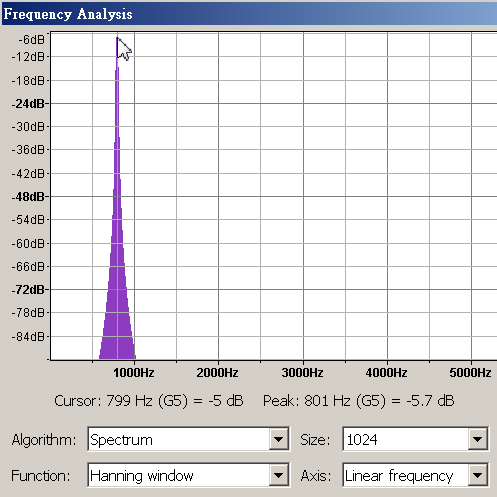 Frequency Analysis
-6dB
-12dB
-18dB
-24dB
-30dB
-36dB
-42dB
-48dB
-54dB
-60dB
-66dB
-72dB
-78dB
-84dB
1000Hz 2000Hz 3000Hz 4000Hz 5000Hz
Cursor: 799 Hz (G5) = -5 dB Peak: 801 Hz (G5) = -5.7 dB
Algorithm: Spectrum Size: 1024
Function: Hanning window Axis: Linear frequency